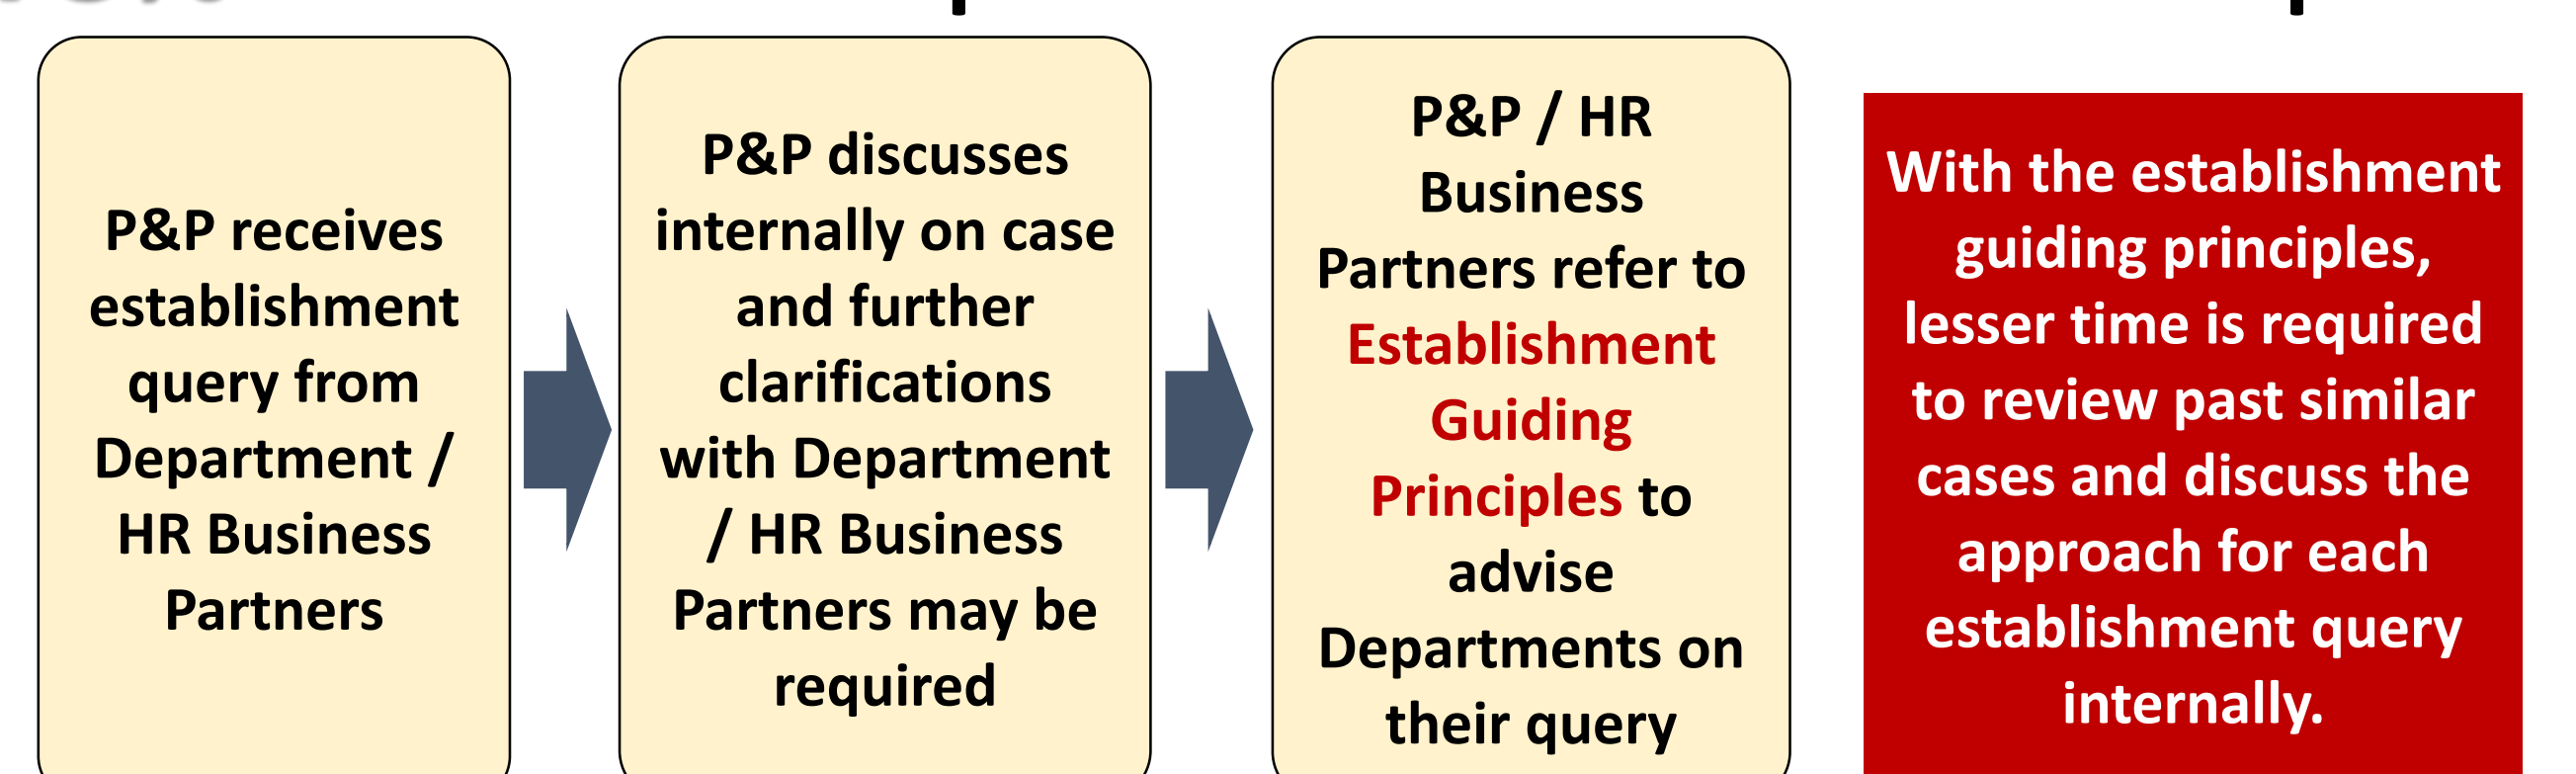 P&P receives
establishment
query from
Department /
HR Business
Partners
P&P discusses
internally on case
and further
clarifications
with Department
/ HR Business
Partners may be
required
P&P / HR
Business
Partners refer to
Establishment
Guiding
Principles to
advise
Departments on
their query
With the establishment
guiding principles,
lesser time is required
to review past similar
cases and discuss the
approach for each
establishment query
internally.